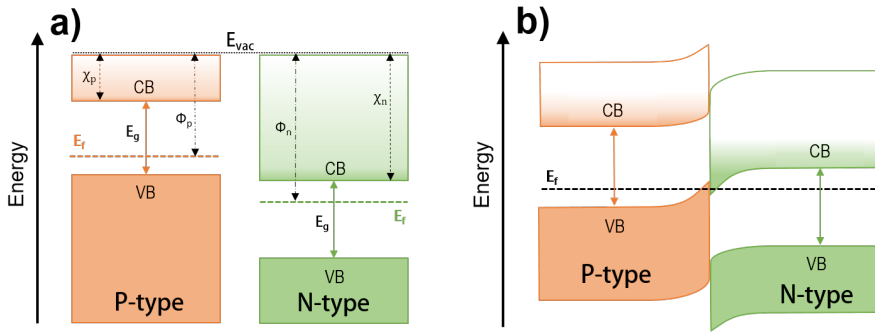 a)
E_vac
Energy
χ_p
CB
Φ_p
E_g
E_f
VB
P-type
Φ_n
χ_n
CB
E_g
E_f
VB
N-type
b)
Energy
CB
E_f
VB
P-type
CB
VB
N-type